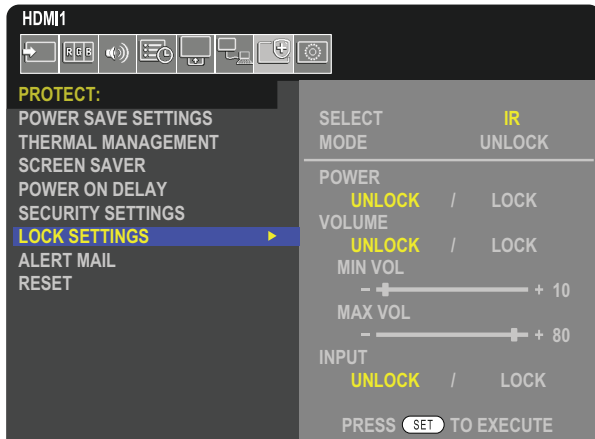 HDMI1
RGB
PROTECT:
POWER SAVE SETTINGS
THERMAL MANAGEMENT
SCREEN SAVER
POWER ON DELAY
SECURITY SETTINGS
LOCK SETTINGS
ALERT MAIL
RESET
SELECT IR
MODE UNLOCK
POWER
UNLOCK / LOCK
VOLUME
UNLOCK / LOCK
MIN VOL
- + 10
MAX VOL
- + 80
INPUT
UNLOCK / LOCK
PRESS SET TO EXECUTE